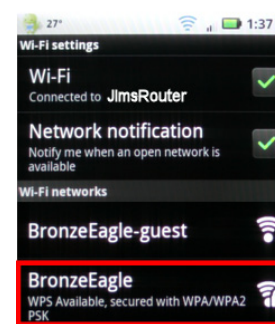 27° 1:37
Wi-Fi settings
Wi-Fi
Connected to JimsRouter
Network notification
Notify me when an open network is
available
Wi-Fi networks
BronzeEagle-guest
BronzeEagle
WPS Available, secured with WPA/WPA2
PSK